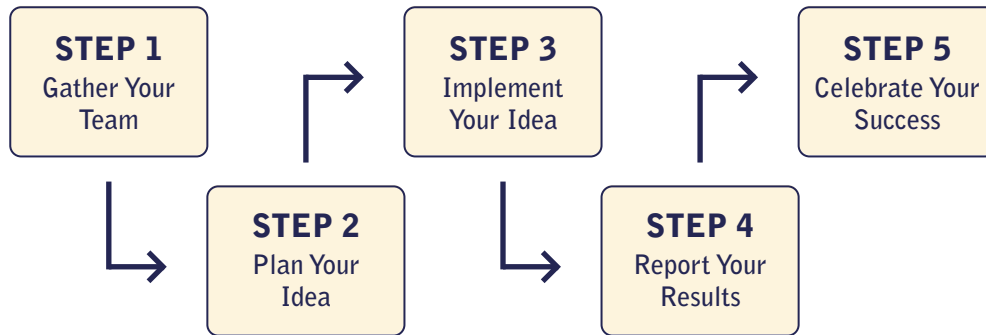 STEP 1
Gather Your
Team
STEP 2
Plan Your
Idea
STEP 3
Implement
Your Idea
STEP 4
Report Your
Results
STEP 5
Celebrate Your
Success